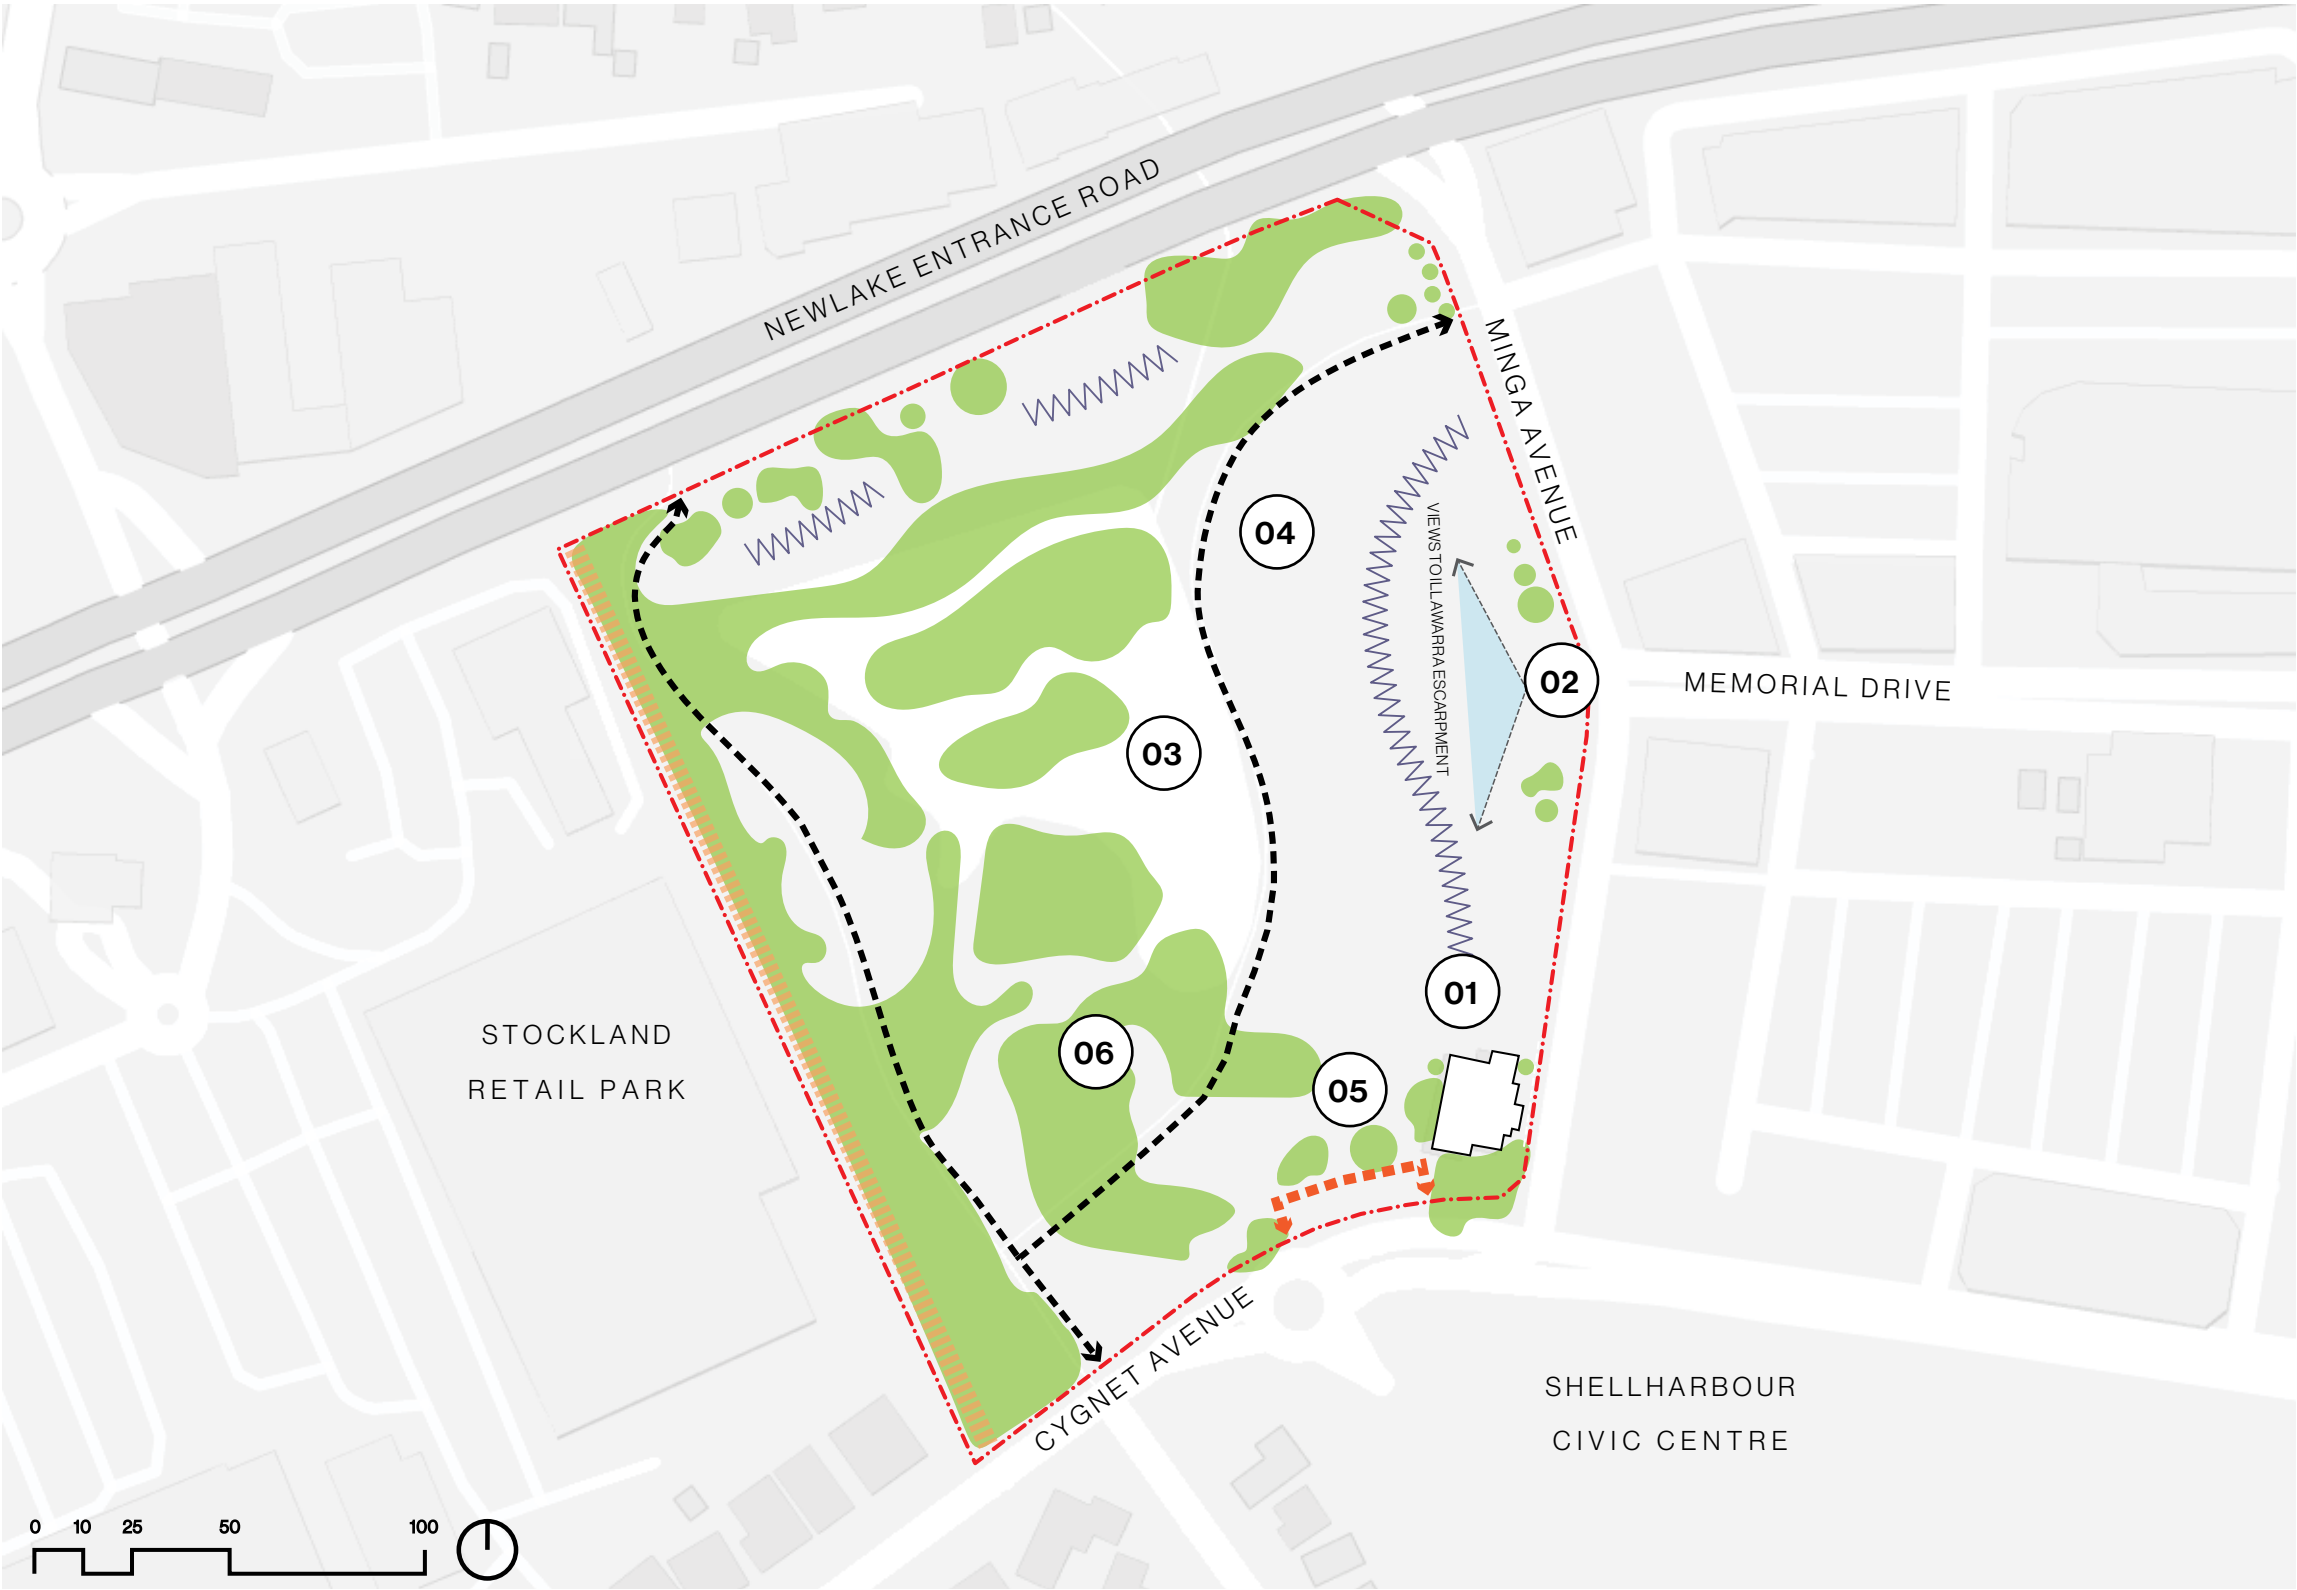 NEWLAKE ENTRANCE ROAD
MINGA AVENUE
04
VIEWS TO ILLAWARRA ESCARPMENT
02
MEMORIAL DRIVE
03
01
STOCKLAND
RETAIL PARK
06
05
CYGNET AVENUE
SHELLHARBOUR
CIVIC CENTRE
0 10 25 50 100